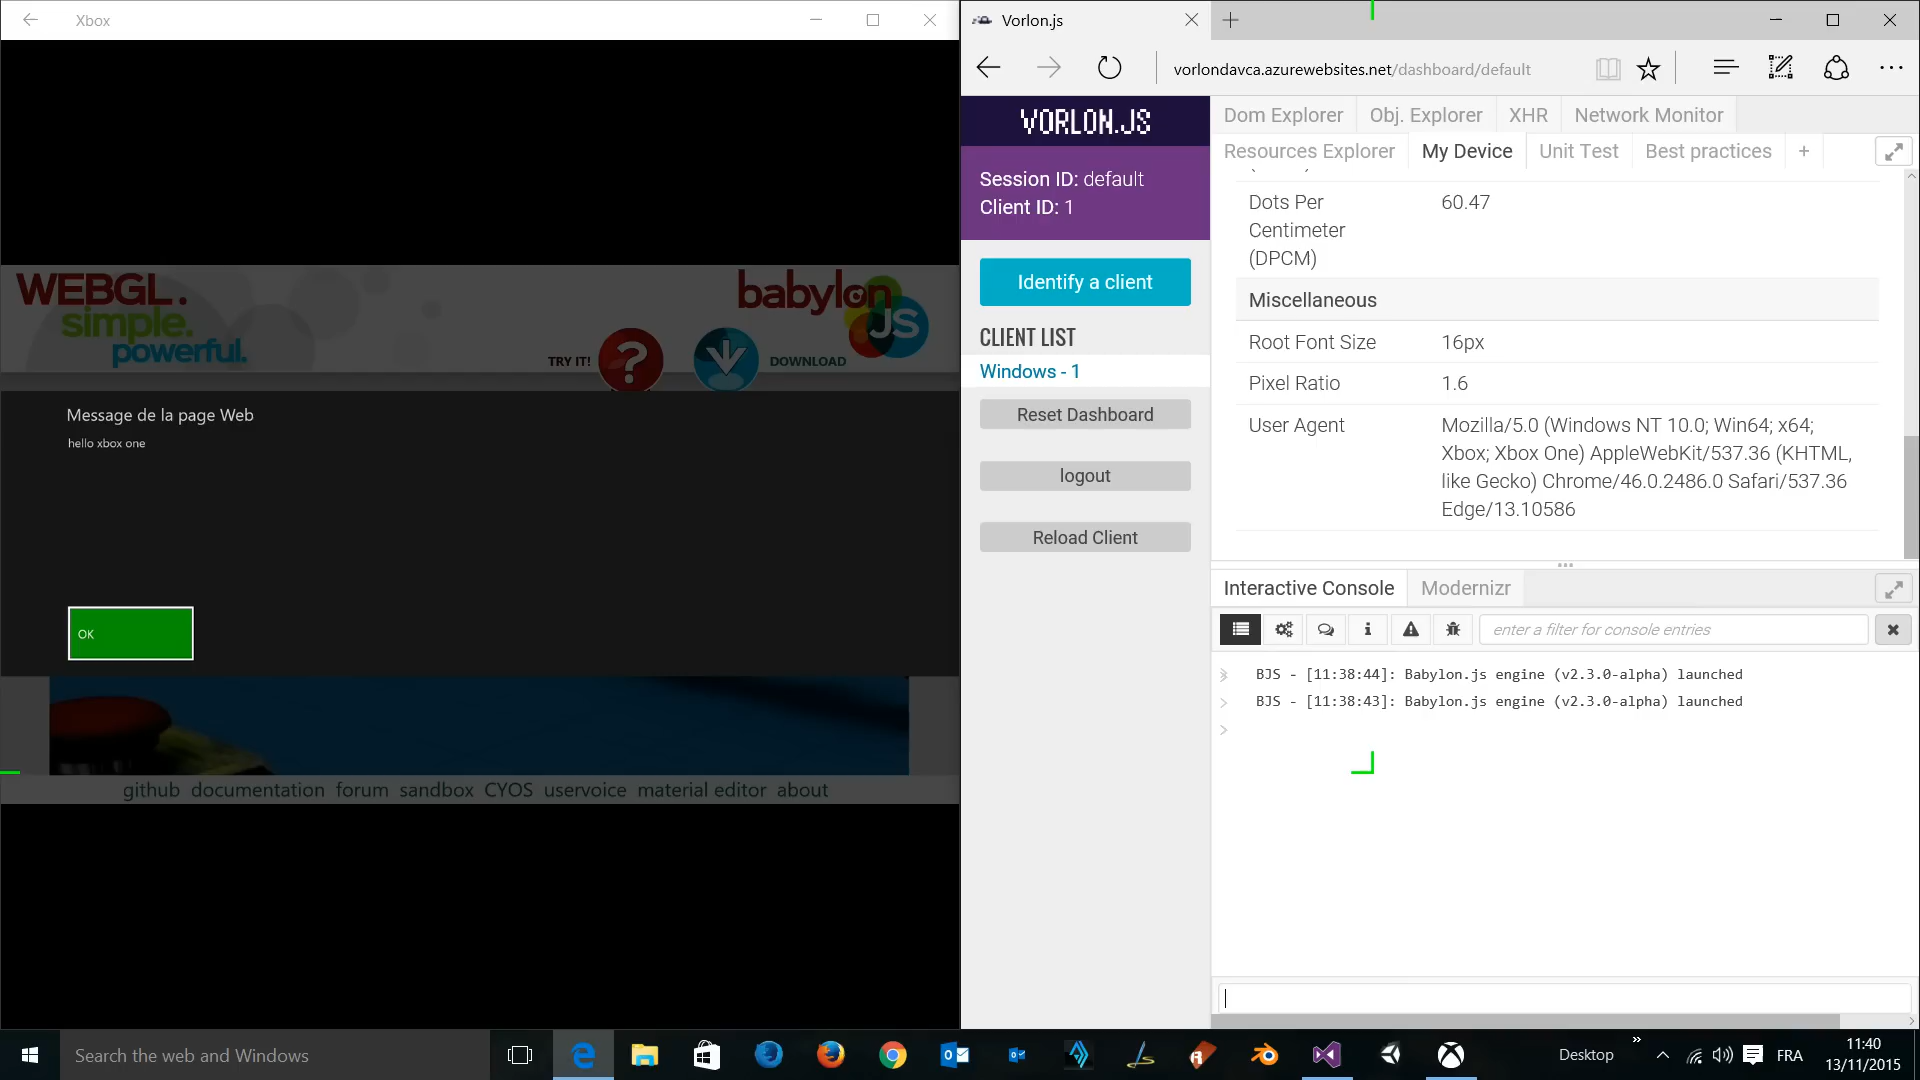 Xbox
WEBGL.
simple.
powerful.
babylon
JS
TRY IT!
?
DOWNLOAD
Message de la page Web
hello xbox one
OK
github documentation forum sandbox CYOS uservoice material editor about
Vorlon.js
vorlondavca.azurewebsites.net/dashboard/default
VORLON.JS
Session ID: default
Client ID: 1
Identify a client
CLIENT LIST
Windows - 1
Reset Dashboard
logout
Reload Client
Dom Explorer Obj. Explorer XHR Network Monitor
Resources Explorer My Device Unit Test Best practices +
Dots Per 60.47
Centimeter
(DPCM)
Miscellaneous
Root Font Size 16px
Pixel Ratio 1.6
User Agent Mozilla/5.0 (Windows NT 10.0; Win64; x64;
Xbox; Xbox One) AppleWebKit/537.36 (KHTML,
like Gecko) Chrome/46.0.2486.0 Safari/537.36
Edge/13.10586
Interactive Console Modernizr
enter a filter for console entries
BJS - [11:38:44]: Babylon.js engine (v2.3.0-alpha) launched
BJS - [11:38:43]: Babylon.js engine (v2.3.0-alpha) launched
Search the web and Windows
Desktop
FRA
11:40
13/11/2015